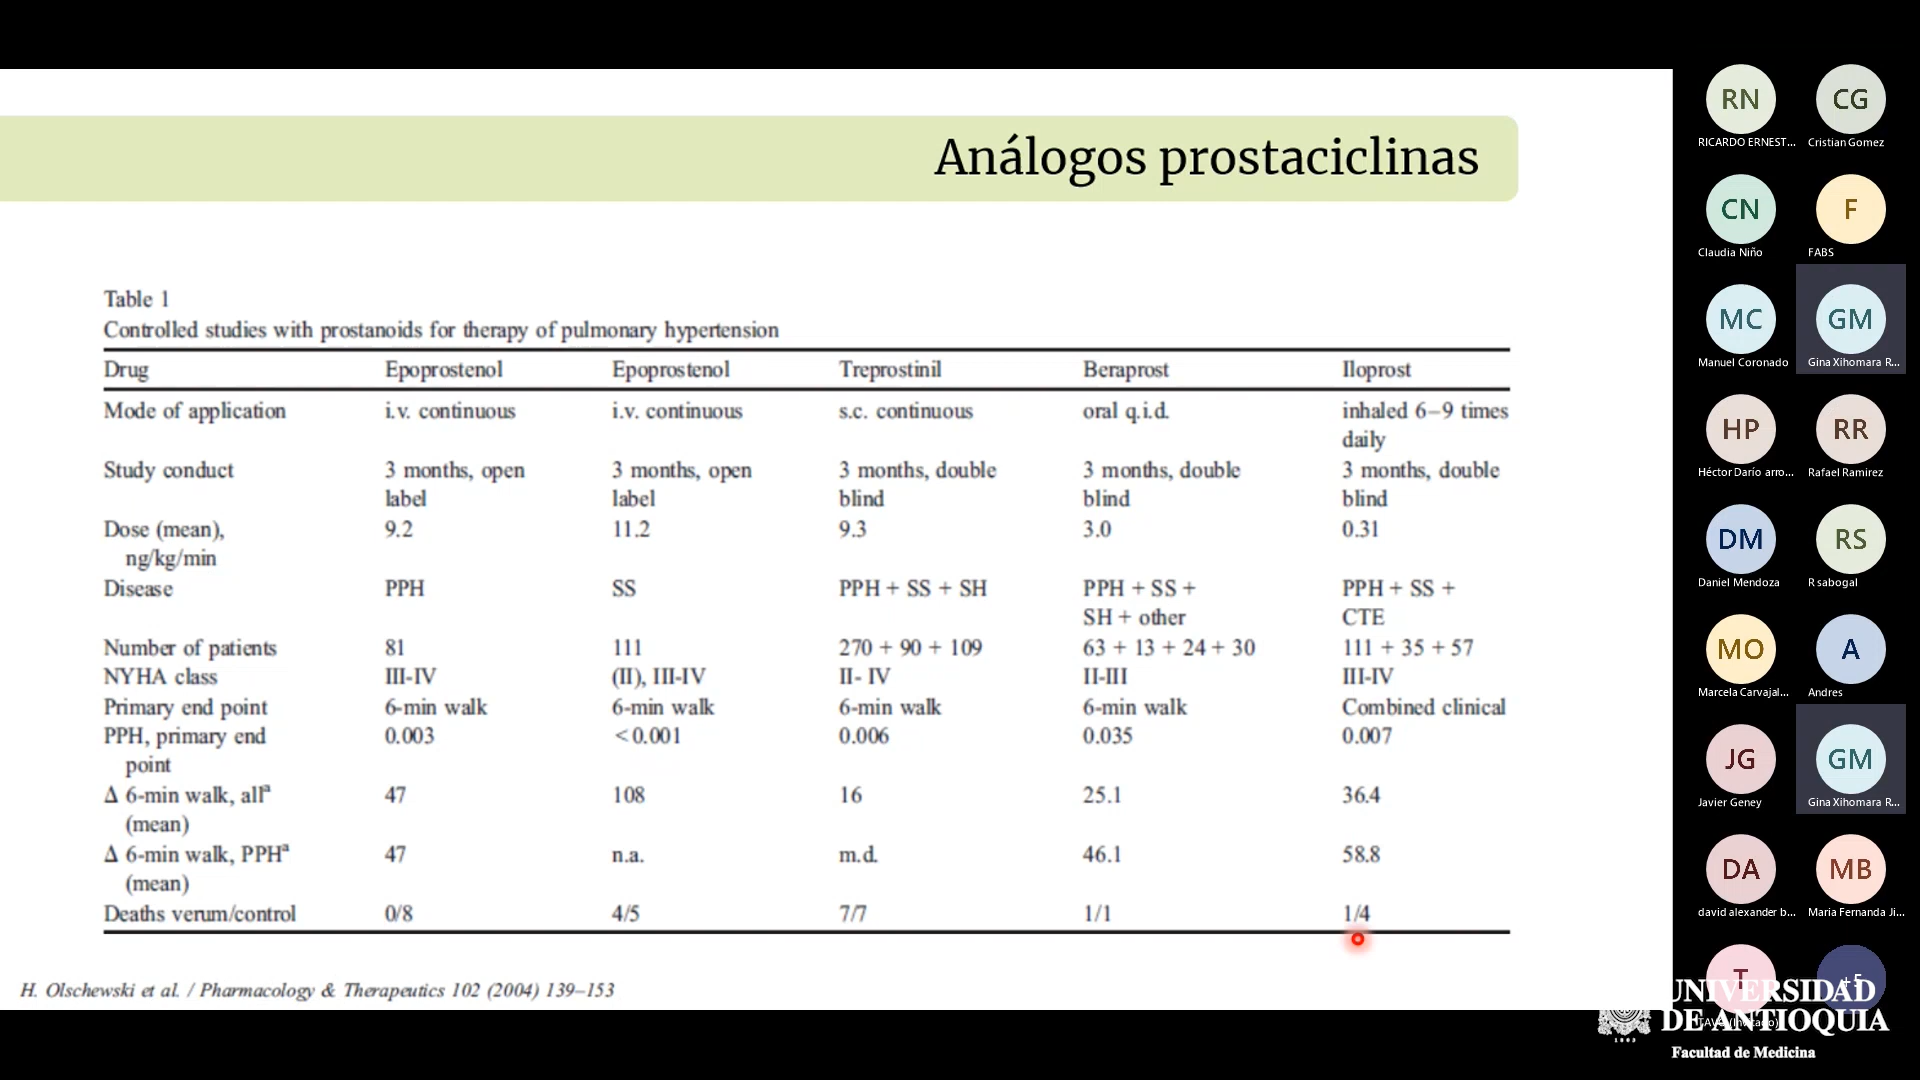 Análogos prostaciclinas
Table 1
Controlled studies with prostanoids for therapy of pulmonary hypertension
Drug Epoprostenol Epoprostenol Treprostinil Beraprost Iloprost
Mode of application i.v. continuous i.v. continuous s.c. continuous oral q.i.d. inhaled 6–9 times
daily
Study conduct 3 months, open 3 months, open 3 months, double 3 months, double 3 months, double
label label blind blind blind
Dose (mean), 9.2 11.2 9.3 3.0 0.31
ng/kg/min
Disease PPH SS PPH + SS + SH PPH + SS + PPH + SS +
SH + other CTE
Number of patients 81 111 270 + 90 + 109 63 + 13 + 24 + 30 111 + 35 + 57
NYHA class III-IV (II), III-IV II- IV II-III III-IV
Primary end point 6-min walk 6-min walk 6-min walk 6-min walk Combined clinical
PPH, primary end 0.003 <0.001 0.006 0.035 0.007
point
Δ 6-min walk, allª 47 108 16 25.1 36.4
(mean)
Δ 6-min walk, PPHª 47 n.a. m.d. 46.1 58.8
(mean)
Deaths verum/control 0/8 4/5 7/7 1/1 1/4
H. Olschewski et al. / Pharmacology & Therapeutics 102 (2004) 139–153
RN CG
RICARDO ERNEST... Cristian Gomez
CN F
Claudia Niño FABS
MC GM
Manuel Coronado Gina Xihomara R...
HP RR
Héctor Darío arro... Rafael Ramirez
DM RS
Daniel Mendoza R sabogal
MO A
Marcela Carvajal... Andres
JG GM
Javier Geney Gina Xihomara R...
DA MB
david alexander b... Maria Fernanda Ji...
T +5
UNIVERSIDAD
DE ANTIOQUIA
1803
Facultad de Medicina